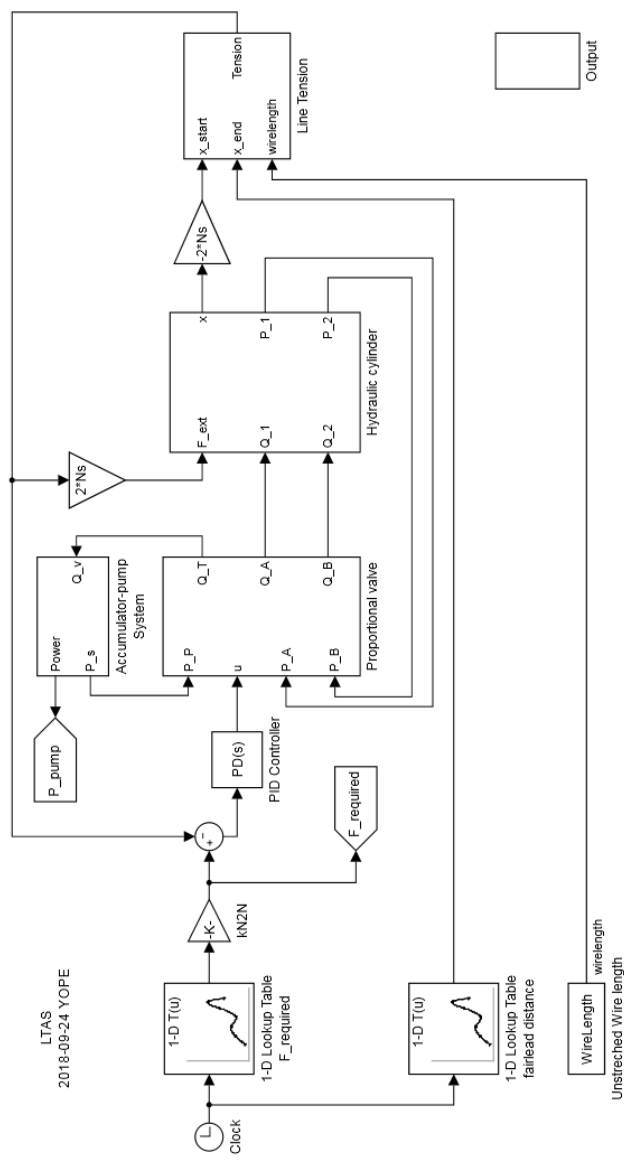 LTAS
2018-09-24 YOPE
Clock
1-D T(u)
1-D Lookup Table
F_required
-K-
kN2N
+
−
F_required
PD(s)
PID Controller
P_pump
Power
P_s
Q_v
Accumulator-pump
System
P_P
u
P_A
P_B
Q_T
Q_A
Q_B
Proportional valve
2*Ns
F_ext
Q_1
Q_2
x
P_1
P_2
Hydraulic cylinder
-2*Ns
x_start
x_end
wirelength
Tension
Line Tension
1-D T(u)
1-D Lookup Table
fairlead distance
WireLength
wirelength
Unstreched Wire length
Output